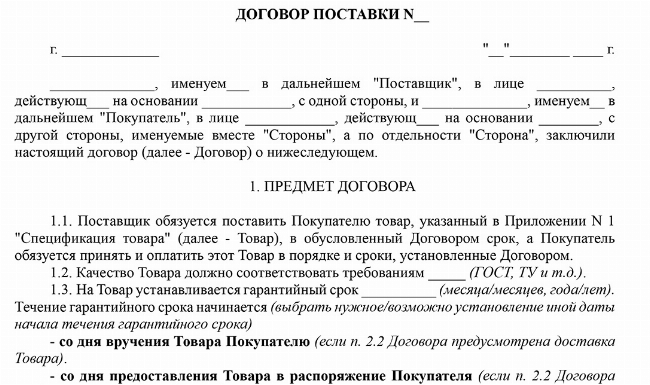 ДОГОВОР ПОСТАВКИ N__
г. _____________ "__"________ ____ г.
______________, именуем___ в дальнейшем "Поставщик", в лице __________,
действующ___ на основании ____________, с одной стороны, и ______________, именуем__ в
дальнейшем "Покупатель", в лице ____________, действующ___ на основании ________, с
другой стороны, именуемые вместе "Стороны", а по отдельности "Сторона", заключили
настоящий договор (далее - Договор) о нижеследующем.
1. ПРЕДМЕТ ДОГОВОРА
1.1. Поставщик обязуется поставить Покупателю товар, указанный в Приложении N 1
"Спецификация товара" (далее - Товар), в обусловленный Договором срок, а Покупатель
обязуется принять и оплатить этот Товар в порядке и сроки, установленные Договором.
1.2. Качество Товара должно соответствовать требованиям _____ (ГОСТ, ТУ и т.д.).
1.3. На Товар устанавливается гарантийный срок __________ (месяца/месяцев, года/лет).
Течение гарантийного срока начинается (выбрать нужное/возможно установление иной даты
начала течения гарантийного срока)
- со дня вручения Товара Покупателю (если п. 2.2 Договора предусмотрена доставка
Товара).
- со дня предоставления Товара в распоряжение Покупателя (если п. 2.2 Договора